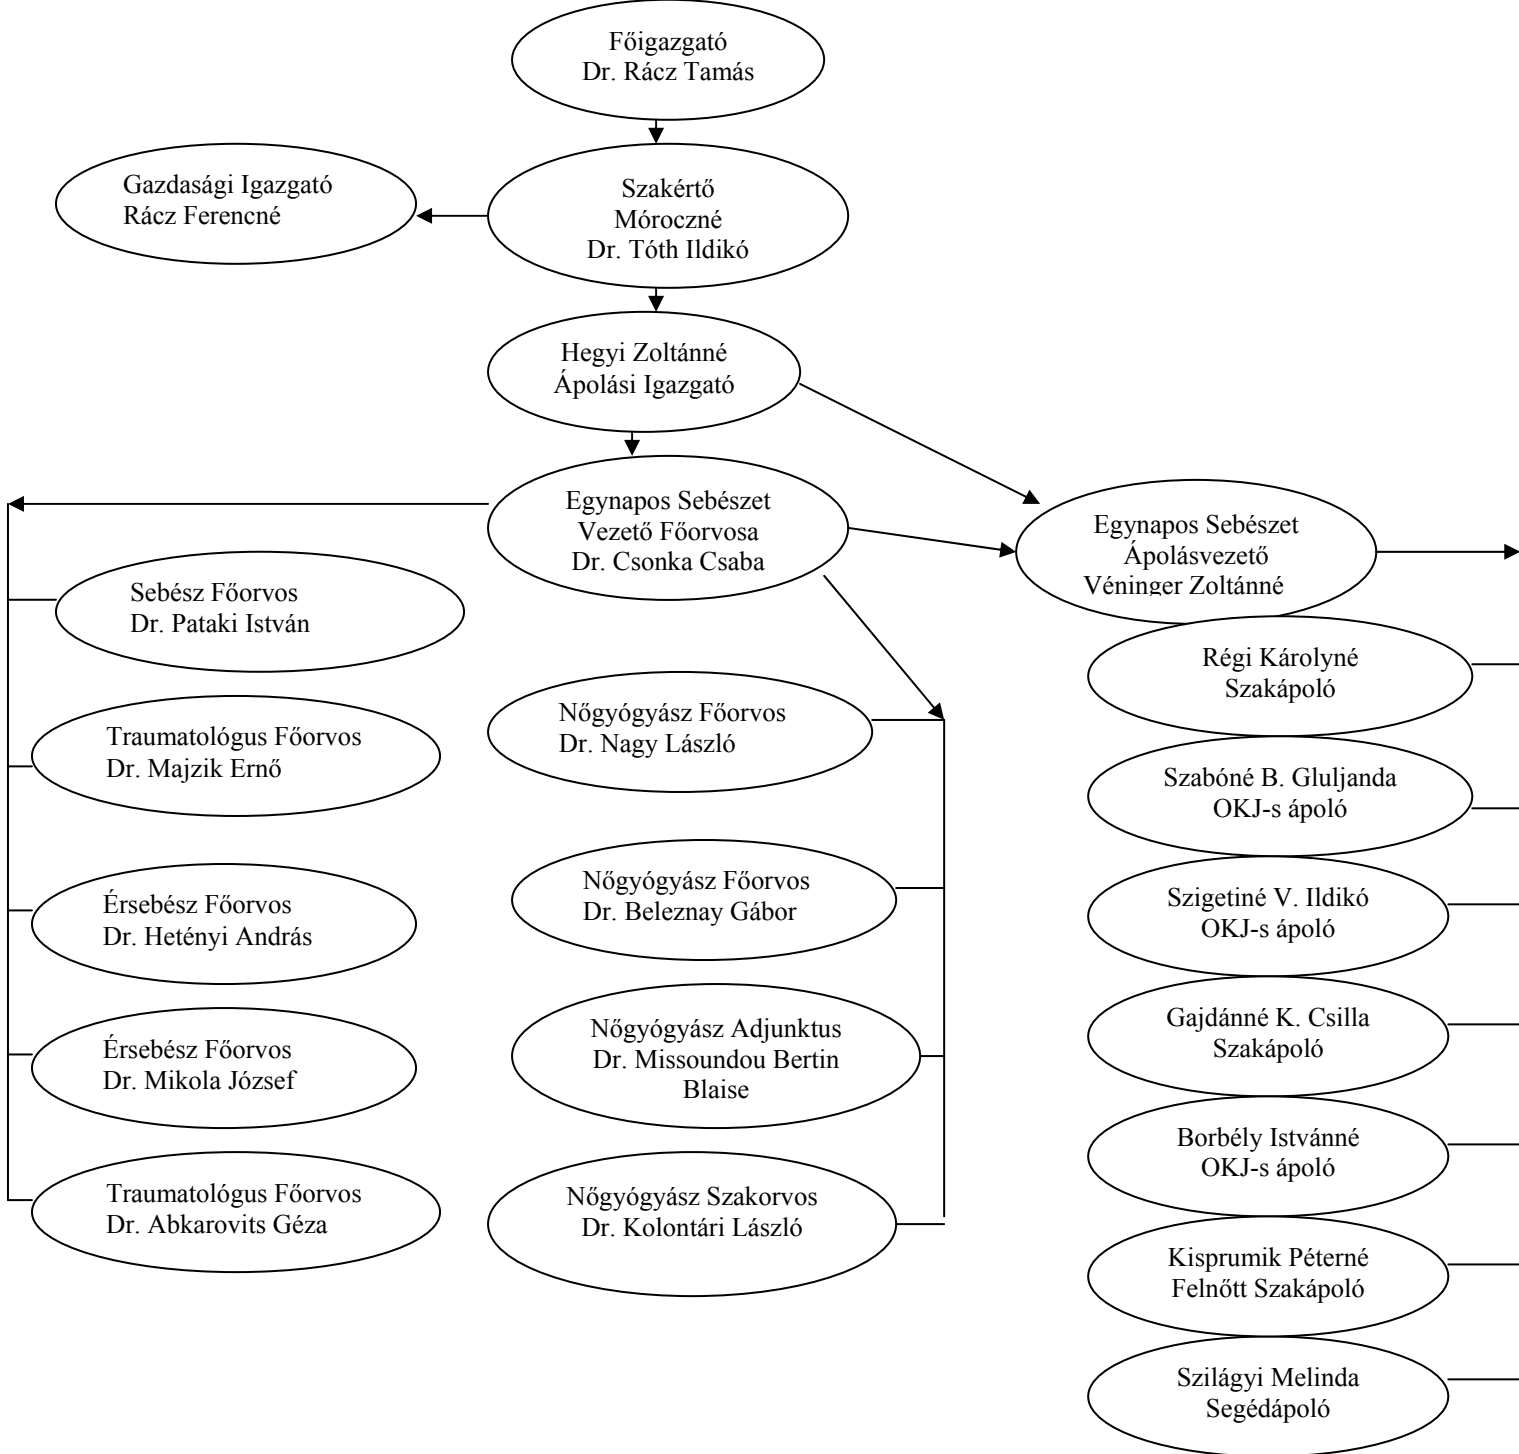 Főigazgató
Dr. Rácz Tamás
Gazdasági Igazgató
Rácz Ferencné
Szakértő
Móroczné
Dr. Tóth Ildikó
Hegyi Zoltánné
Ápolási Igazgató
Egynapos Sebészet
Vezető Főorvosa
Dr. Csonka Csaba
Egynapos Sebészet
Ápolásvezető
Véninger Zoltánné
Sebész Főorvos
Dr. Pataki István
Traumatológus Főorvos
Dr. Majzik Ernő
Érsebész Főorvos
Dr. Hetényi András
Érsebész Főorvos
Dr. Mikola József
Traumatológus Főorvos
Dr. Abkarovits Géza
Nőgyógyász Főorvos
Dr. Nagy László
Nőgyógyász Főorvos
Dr. Beleznay Gábor
Nőgyógyász Adjunktus
Dr. Missoundou Bertin
Blaise
Nőgyógyász Szakorvos
Dr. Kolontári László
Régi Károlyné
Szakápoló
Szabóné B. Gluljanda
OKJ-s ápoló
Szigetiné V. Ildikó
OKJ-s ápoló
Gajdánné K. Csilla
Szakápoló
Borbély Istvánné
OKJ-s ápoló
Kisprumik Péterné
Felnőtt Szakápoló
Szilágyi Melinda
Segédápoló